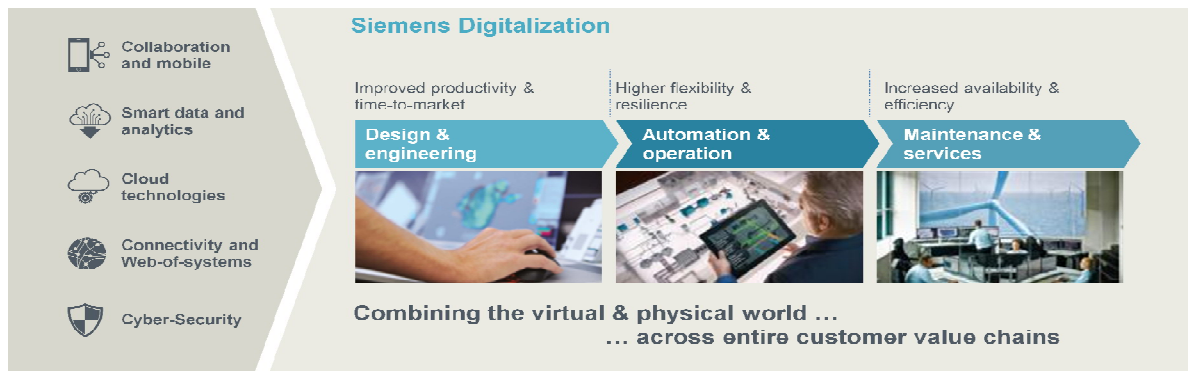 Collaboration
and mobile
Smart data and
analytics
Cloud
technologies
Connectivity and
Web-of-systems
Cyber-Security
Siemens Digitalization
Improved productivity &
time-to-market
Design &
engineering
Higher flexibility &
resilience
Automation &
operation
Increased availability &
efficiency
Maintenance &
services
Combining the virtual & physical world ...
... across entire customer value chains